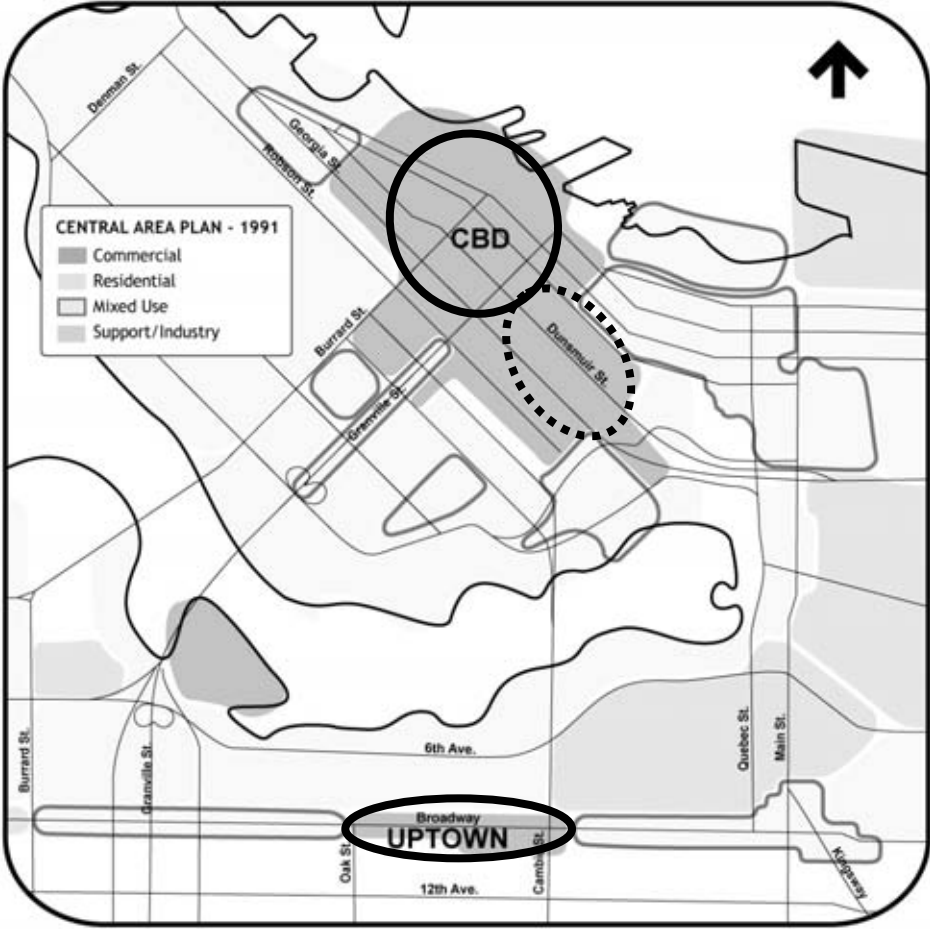 Denman St.
Georgia St.
Robson St.
CENTRAL AREA PLAN - 1991
Commercial
Residential
Mixed Use
Support/Industry
CBD
Burrard St.
Dunsmuir St.
Granville St.
Burrard St.
Granville St.
6th Ave.
Quebec St.
Main St.
Broadway
UPTOWN
Oak St.
Cambie St.
Kingsway
12th Ave.